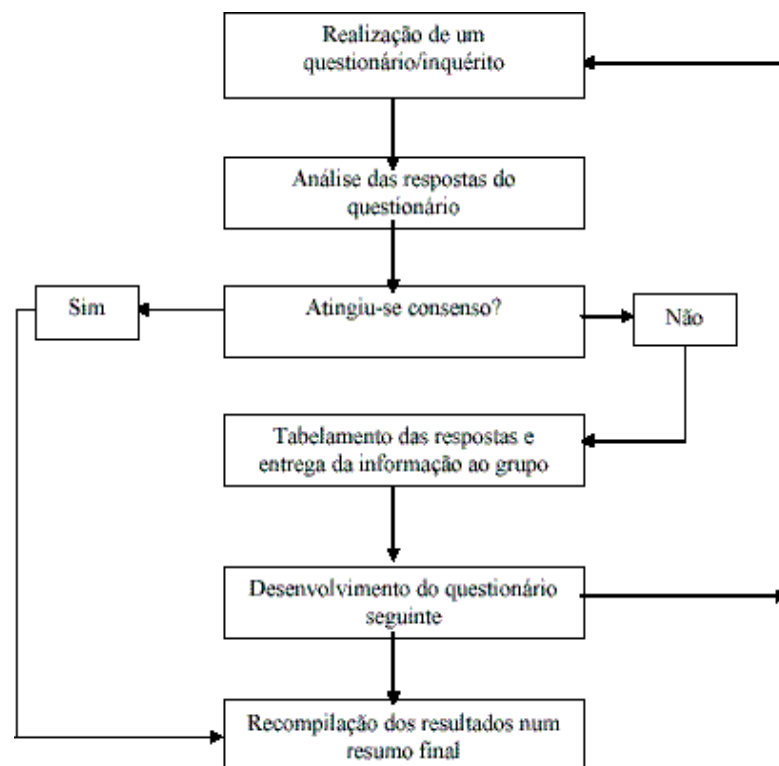 Realização de um
questionário/inquérito
Análise das respostas do
questionário
Sim
Atingiu-se consenso?
Não
Tabelamento das respostas e
entrega da informação ao grupo
Desenvolvimento do questionário
seguinte
Recompilação dos resultados num
resumo final